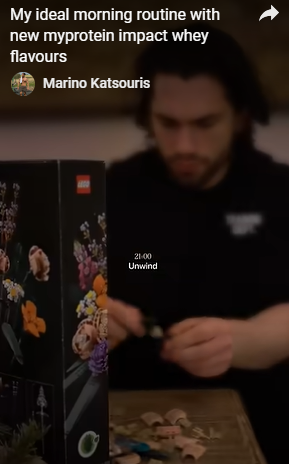 My ideal morning routine with
new myprotein impact whey
flavours
Marino Katsouris
LEGO
21:00
Unwind